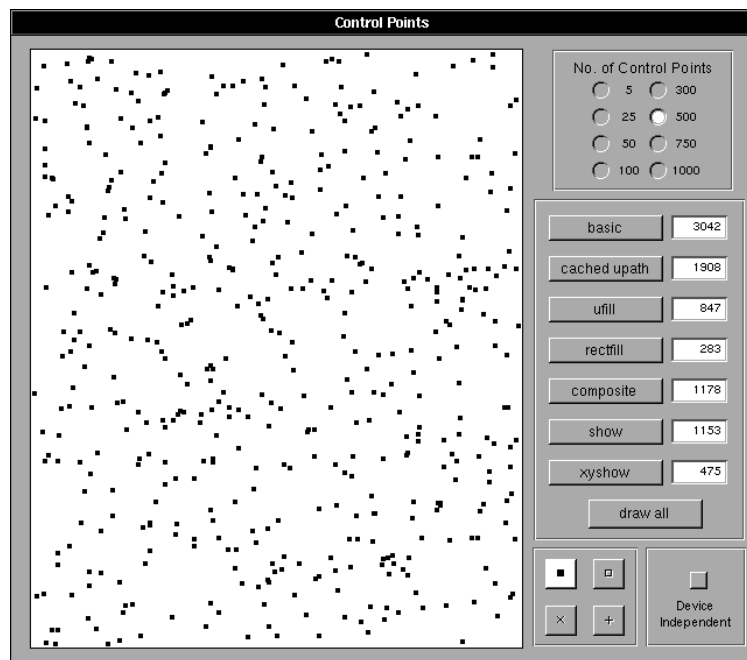 Control Points
No. of Control Points
5 300
25 500
50 750
100 1000
basic 3042
cached upath 1908
ufill 847
rectfill 283
composite 1178
show 1153
xyshow 475
draw all
Device
Independent